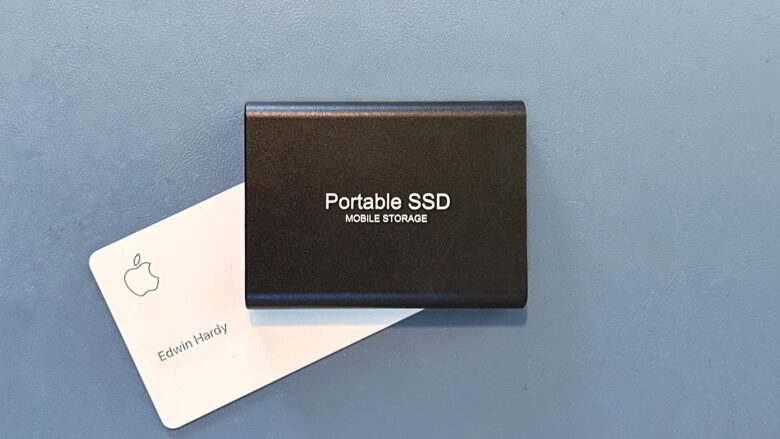 Portable SSD
MOBILE STORAGE
Edwin Hardy